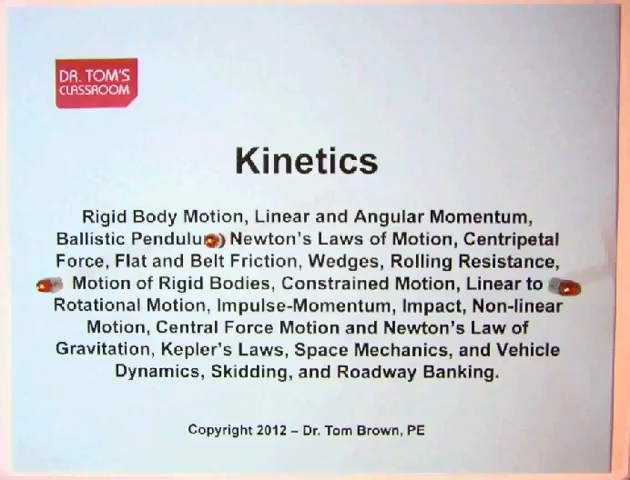 DR. TOM'S
CLASSROOM
Kinetics
Rigid Body Motion, Linear and Angular Momentum,
Ballistic Newton's Laws of Motion, Centripetal
Force, Flat and Belt Friction, Wedges, Rolling Resistance,
Motion of Rigid Bodies, Constrained Motion, Linear to
Rotational Motion, Impulse-Momentum, Impact, Non-linear
Motion, Central Force Motion and Newton's Law of
Gravitation, Kepler's Laws, Space Mechanics, and Vehicle
Dynamics, Skidding, and Roadway Banking.
Copyright 2012 – Dr. Tom Brown, PE